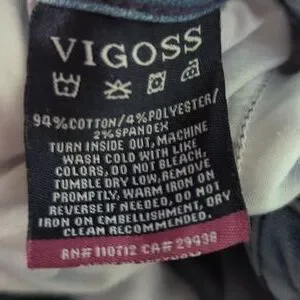 VIGOSS
94%COTTON/4%POLYESTER/
2%SPANDEX
TURN INSIDE OUT, MACHINE
WASH COLD WITH LIKE
COLORS, DO NOT BLEACH,
TUMBLE DRY LOW, REMOVE
PROMPTLY, WARM IRON ON
REVERSE IF NEEDED, DO NOT
IRON ON EMBELLISHMENT, DRY
CLEAN RECOMMENDED.
RN# 110712 CA# 29938